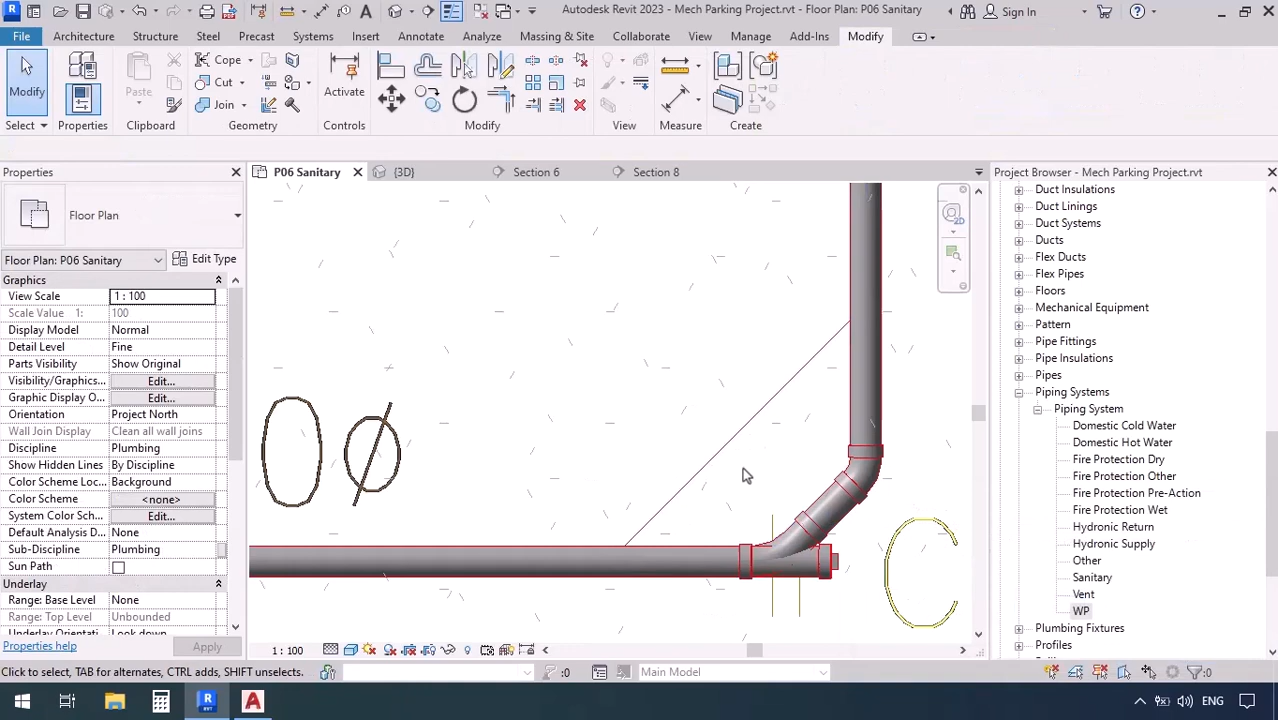 Autodesk Revit 2023 - Mech Parking Project.rvt - Floor Plan: P06 Sanitary
Sign In
File Architecture Structure Steel Precast Systems Insert Annotate Analyze Massing & Site Collaborate View Manage Add-Ins Modify
Modify
Paste
Cope
Cut
Join
Activate
Select Properties Clipboard Geometry Controls Modify View Measure Create
Properties
P06 Sanitary {3D} Section 6 Section 8
Project Browser - Mech Parking Project.rvt
Floor Plan
Floor Plan: P06 Sanitary Edit Type
Graphics
View Scale 1 : 100
Scale Value 1: 100
Display Model Normal
Detail Level Fine
Parts Visibility Show Original
Visibility/Graphics... Edit...
Graphic Display O... Edit...
Orientation Project North
Wall Join Display Clean all wall joins
Discipline Plumbing
Show Hidden Lines By Discipline
Color Scheme Loc... Background
Color Scheme <none>
System Color Sch... Edit...
Default Analysis D... None
Sub-Discipline Plumbing
Sun Path
Underlay
Range: Base Level None
Range: Top Level Unbounded
Underlay Orientati... Look down
Properties help Apply
0Ø
C
2D
Duct Insulations
Duct Linings
Duct Systems
Ducts
Flex Ducts
Flex Pipes
Floors
Mechanical Equipment
Pattern
Pipe Fittings
Pipe Insulations
Pipes
Piping Systems
Piping System
Domestic Cold Water
Domestic Hot Water
Fire Protection Dry
Fire Protection Other
Fire Protection Pre-Action
Fire Protection Wet
Hydronic Return
Hydronic Supply
Other
Sanitary
Vent
WP
Plumbing Fixtures
Profiles
1 : 100
Click to select, TAB for alternates, CTRL adds, SHIFT unselects.
:0
Main Model
:0
ENG